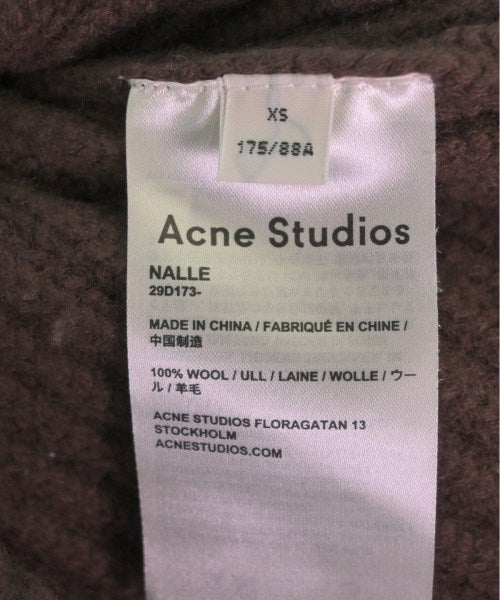 XS
175/88A
Acne Studios
NALLE
29D173-
MADE IN CHINA / FABRIQUÉ EN CHINE /
中国制造
100% WOOL / ULL / LAINE / WOLLE / ウー
ル / 羊毛
ACNE STUDIOS FLORAGATAN 13
STOCKHOLM
ACNESTUDIOS.COM